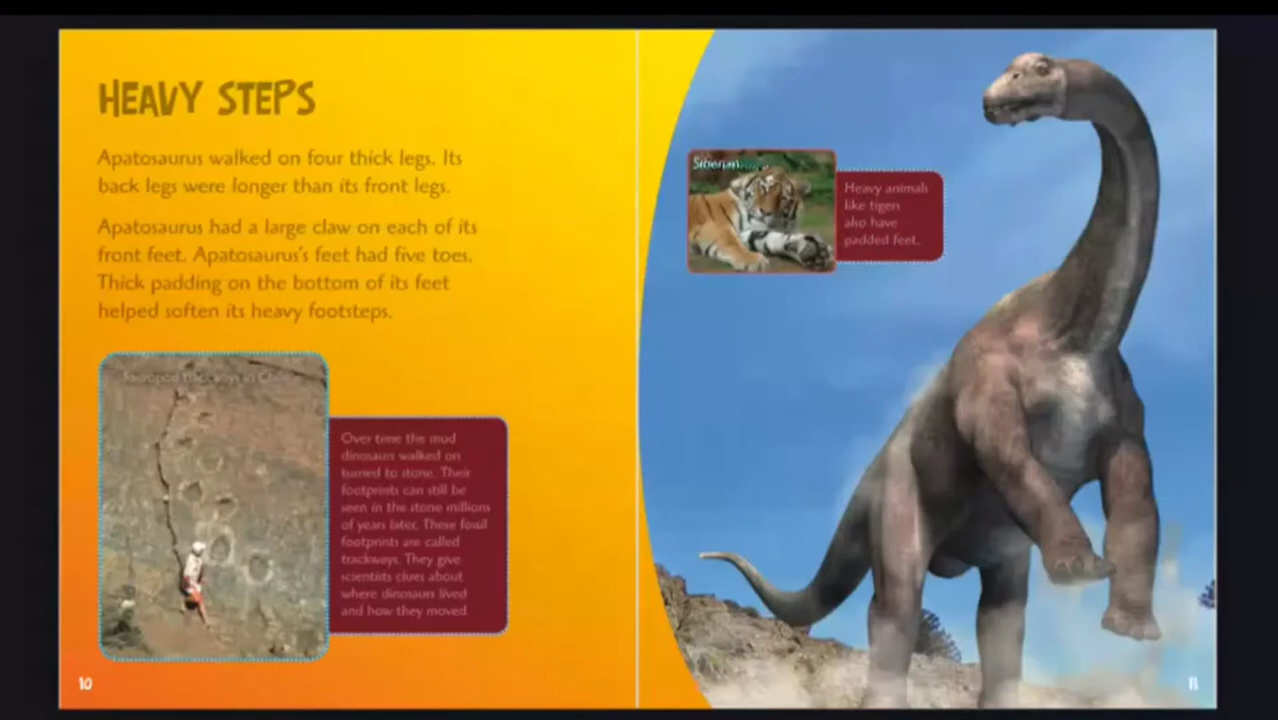 HEAVY STEPS
Apatosaurus walked on four thick legs. Its
back legs were longer than its front legs.
Apatosaurus had a large claw on each of its
front feet. Apatosaurus's feet had five toes.
Thick padding on the bottom of its feet
helped soften its heavy footsteps.
Sauropod trackways in Chile
Over time the mud
dinosaurs walked on
turned to stone. Their
footprints can still be
seen in the stone millions
of years later. These fossil
footprints are called
trackways. They give
scientists clues about
where dinosaurs lived
and how they moved
10
Siberian
Heavy animals
like tigers
also have
padded feet.
11